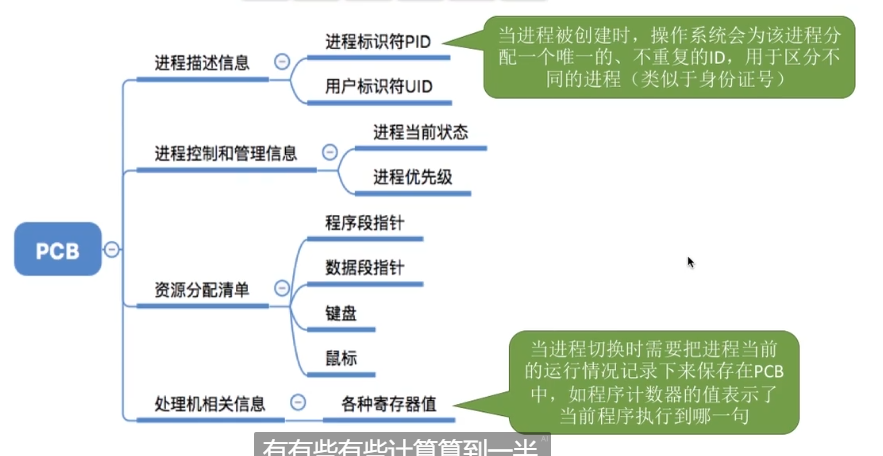 进程标识符PID
当进程被创建时，操作系统会为该进程分
配一个唯一的、不重复的ID，用于区分不
同的进程（类似于身份证号）
进程描述信息
用户标识符UID
进程当前状态
进程控制和管理信息
进程优先级
PCB
程序段指针
数据段指针
资源分配清单
键盘
鼠标
当进程切换时需要把进程当前
的运行情况记录下来保存在PCB
中，如程序计数器的值表示了
当前程序执行到哪一句
处理机相关信息
各种寄存器值
有有些有些计算算到一半